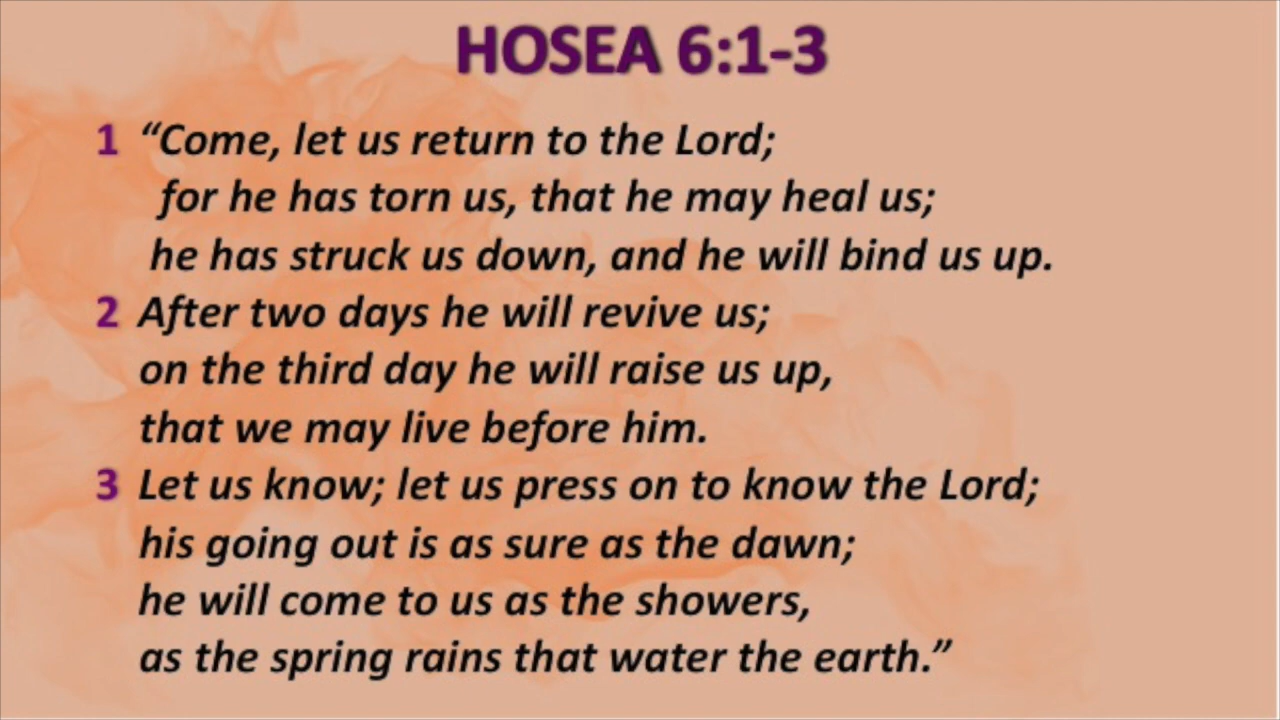 HOSEA 6:1-3
1 “Come, let us return to the Lord;
for he has torn us, that he may heal us;
he has struck us down, and he will bind us up.
2 After two days he will revive us;
on the third day he will raise us up,
that we may live before him.
3 Let us know; let us press on to know the Lord;
his going out is as sure as the dawn;
he will come to us as the showers,
as the spring rains that water the earth.”